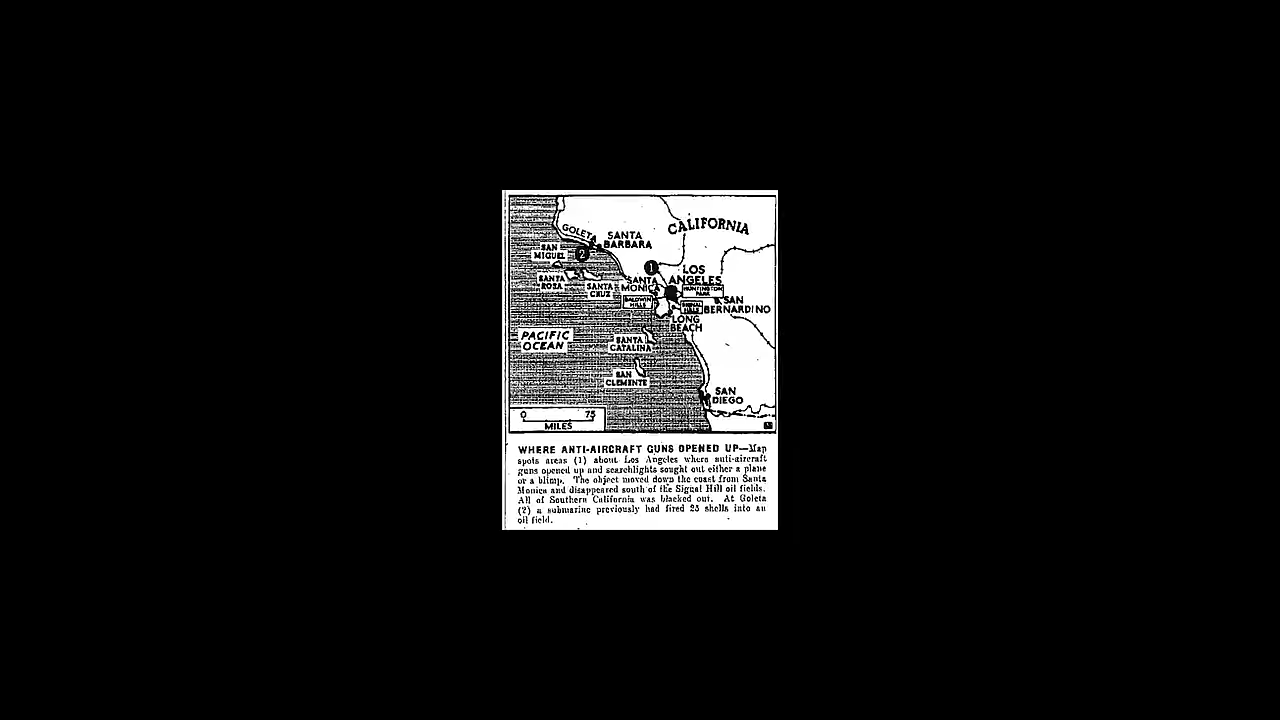 CALIFORNIA
GOLETA
SANTA
BARBARA
SAN
MIGUEL
2
1
LOS
ANGELES
SANTA
ROSA
SANTA
CRUZ
SANTA
MONICA
HUNTINGTON
PARK
BALDWIN
HILLS
SAN
BERNARDINO
LONG
BEACH
PACIFIC
OCEAN
SANTA
CATALINA
SAN
CLEMENTE
SAN
DIEGO
0 75
MILES
WHERE ANTI-AIRCRAFT GUNS OPENED UP—Map
spots areas (1) about Los Angeles where anti-aircraft
guns opened up and searchlights sought out either a plane
or a blimp. The object moved down the coast from Santa
Monica and disappeared south of the Signal Hill oil fields.
All of Southern California was blacked out. At Goleta
(2) a submarine previously had fired 25 shells into an
oil field.